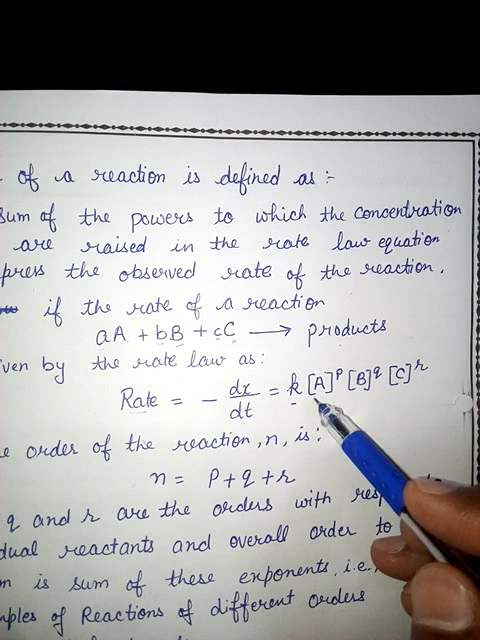 of a reaction is defined as :-
sum of the powers to which the concentration
are raised in the rate law equation
press the observed rate of the reaction.
if the rate of a reaction
aA + bB + cC ⟶ products
iven by the rate law as:
Rate = - dx/dt = k [A]^p [B]^q [C]^r
e order of the reaction, n, is :
n = p + q + r
q and r are the orders with resp
dual reactants and overall order to
n is sum of these exponents, i.e.,
mples of Reactions of different orders